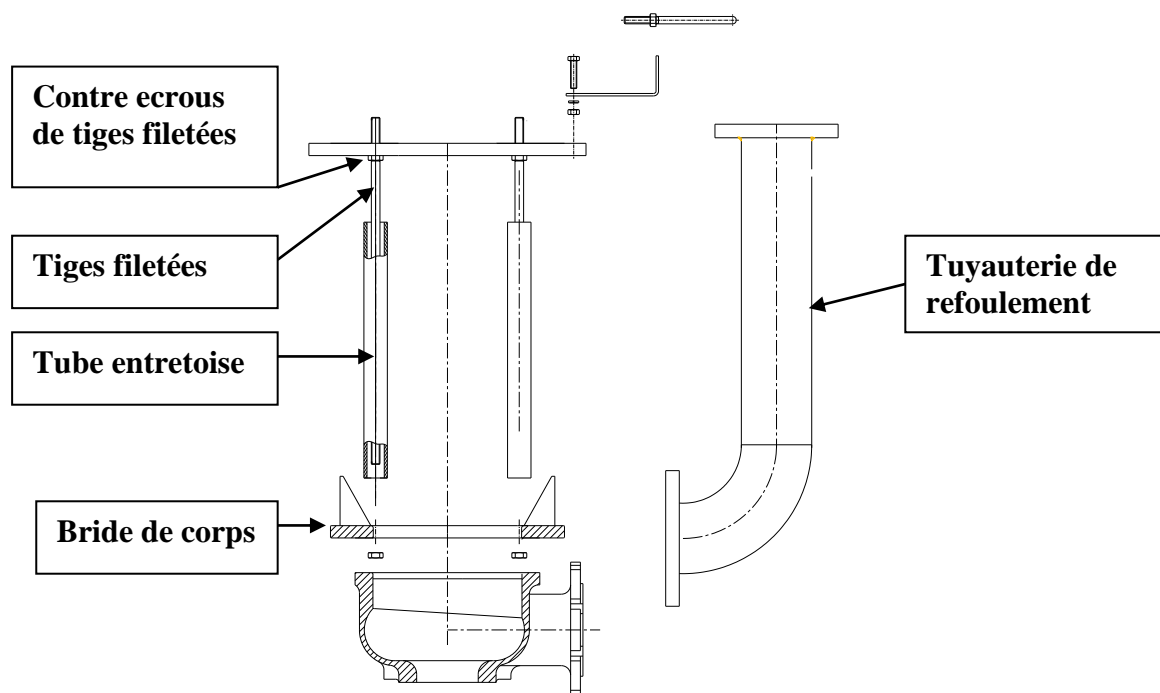 Contre ecrous
de tiges filetées
Tiges filetées
Tube entretoise
Bride de corps
Tuyauterie de
refoulement